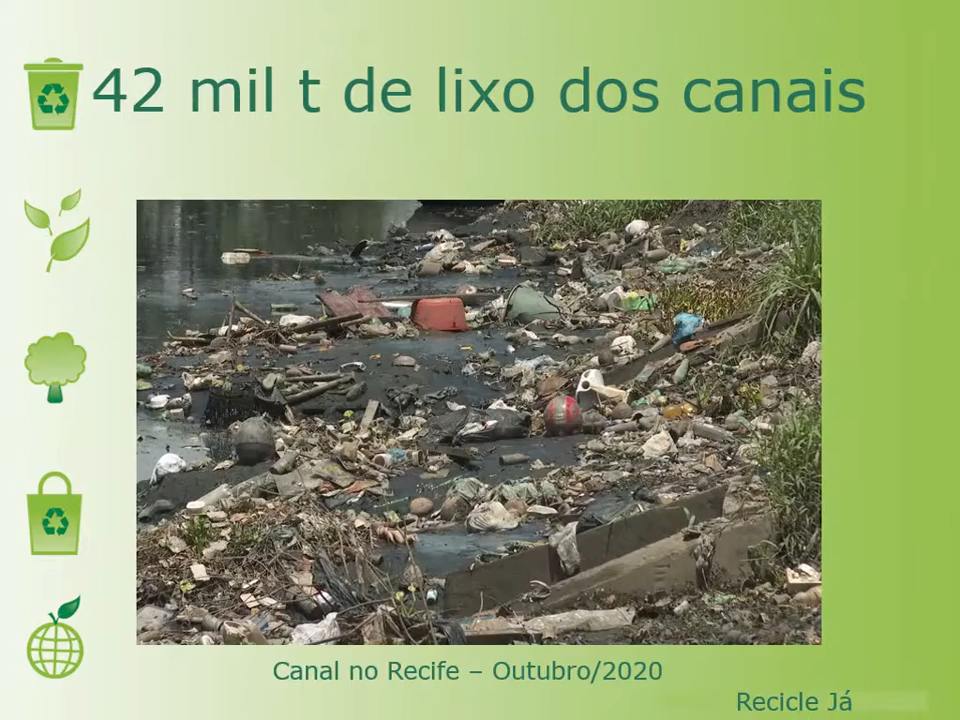 42 mil t de lixo dos canais
Canal no Recife – Outubro/2020
Recicle Já